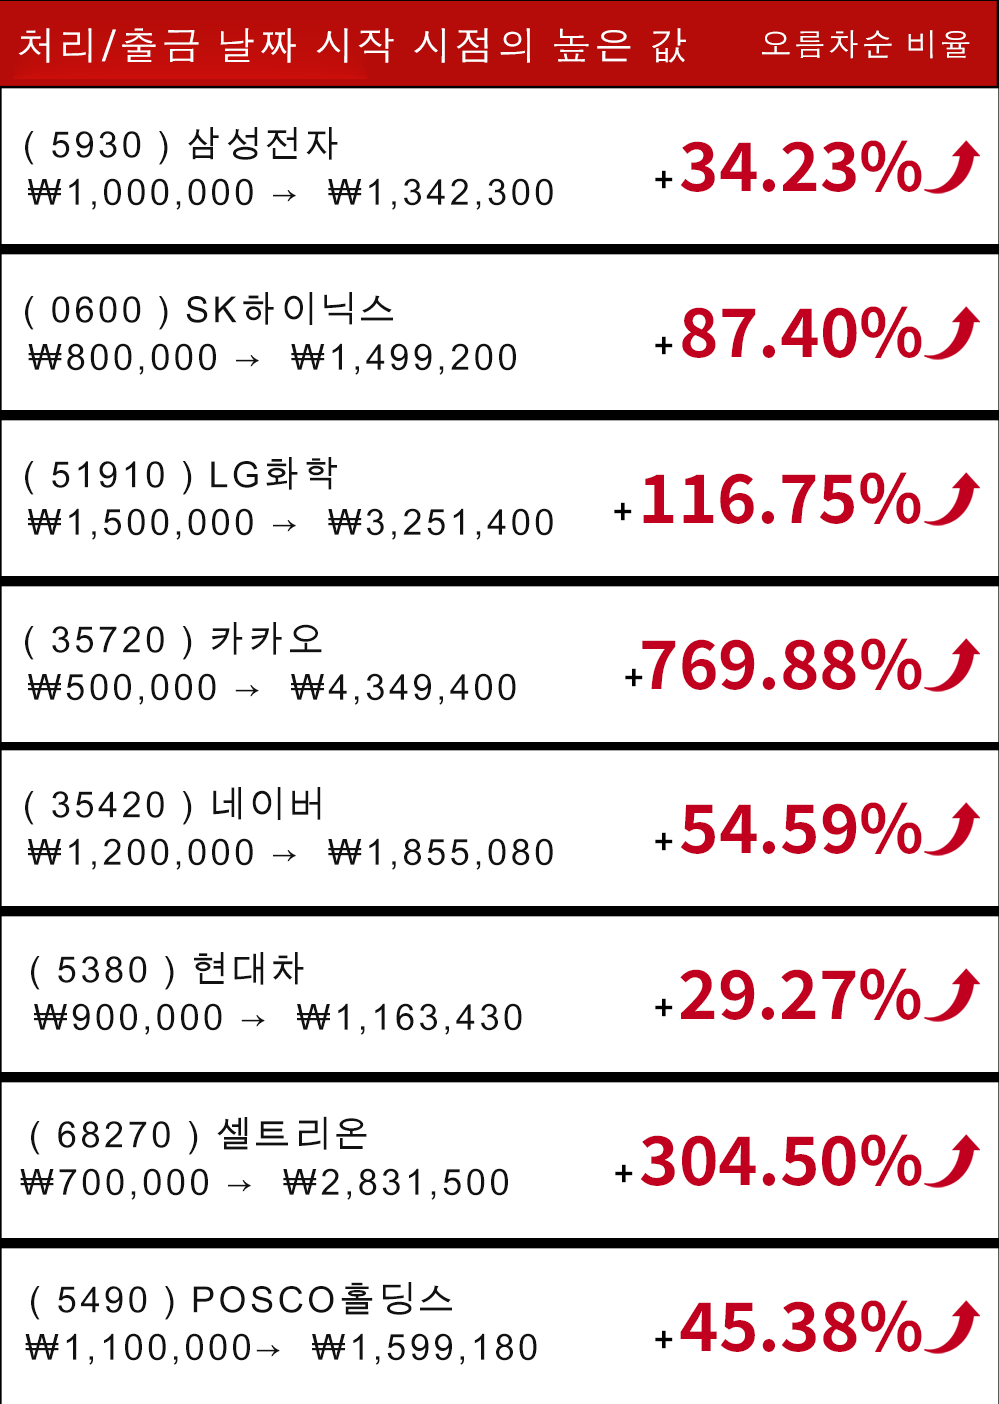 처리/출금 날짜 시작 시점의 높은 값 오름차순 비율
( 5930 ) 삼성전자
₩1,000,000 → ₩1,342,300
+34.23%
( 0600 ) SK하이닉스
₩800,000 → ₩1,499,200
+87.40%
( 51910 ) LG화학
₩1,500,000 → ₩3,251,400
+116.75%
( 35720 ) 카카오
₩500,000 → ₩4,349,400
+769.88%
( 35420 ) 네이버
₩1,200,000 → ₩1,855,080
+54.59%
( 5380 ) 현대차
₩900,000 → ₩1,163,430
+29.27%
( 68270 ) 셀트리온
₩700,000 → ₩2,831,500
+304.50%
( 5490 ) POSCO홀딩스
₩1,100,000→ ₩1,599,180
+45.38%